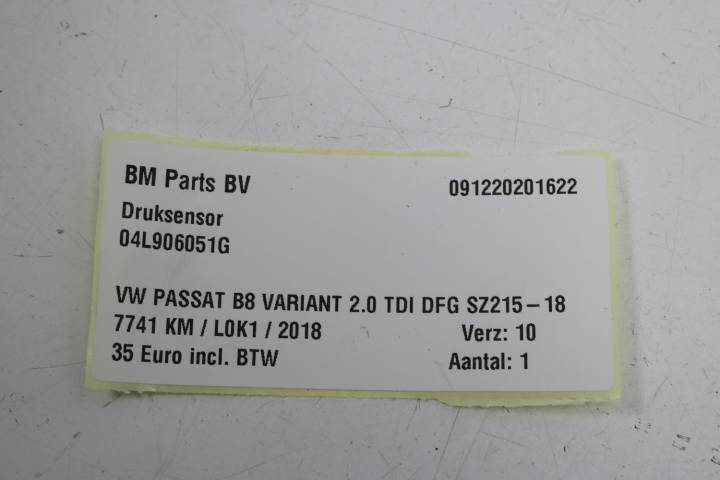 BM Parts BV 091220201622
Druksensor
04L906051G
VW PASSAT B8 VARIANT 2.0 TDI DFG SZ215-18
7741 KM / L0K1 / 2018 Verz: 10
35 Euro incl. BTW Aantal: 1